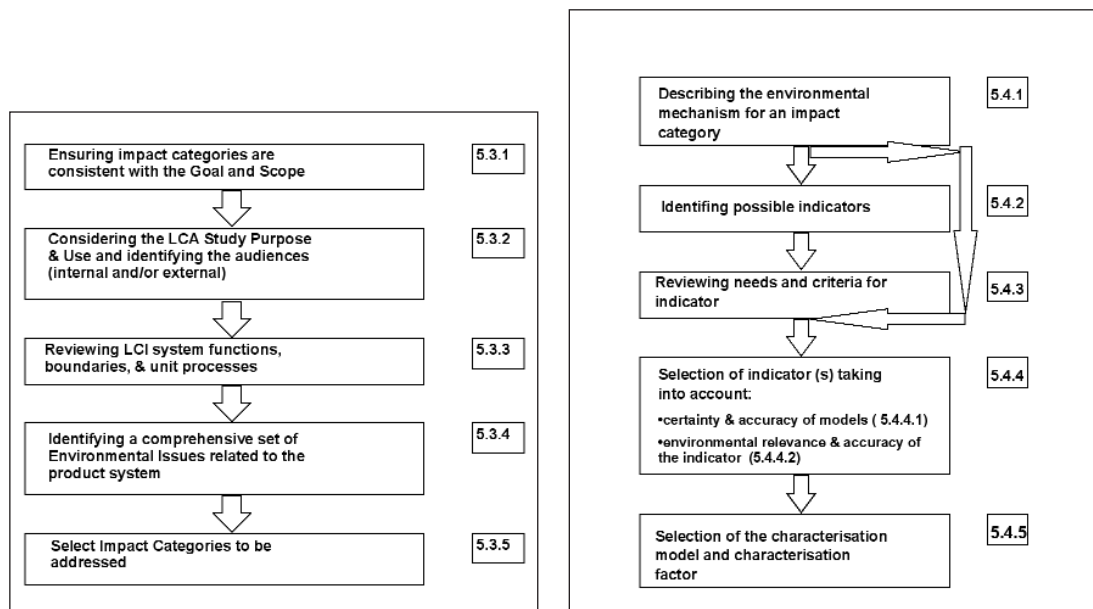 Ensuring impact categories are
consistent with the Goal and Scope
5.3.1
Considering the LCA Study Purpose
& Use and identifying the audiences
(internal and/or external)
5.3.2
Reviewing LCI system functions,
boundaries, & unit processes
5.3.3
Identifying a comprehensive set of
Environmental Issues related to the
product system
5.3.4
Select Impact Categories to be
addressed
5.3.5
Describing the environmental
mechanism for an impact
category
5.4.1
Identifing possible indicators
5.4.2
Reviewing needs and criteria for
indicator
5.4.3
Selection of indicator (s) taking
into account:
•certainty & accuracy of models ( 5.4.4.1)
•environmental relevance & accuracy of
the indicator (5.4.4.2)
5.4.4
Selection of the characterisation
model and characterisation
factor
5.4.5